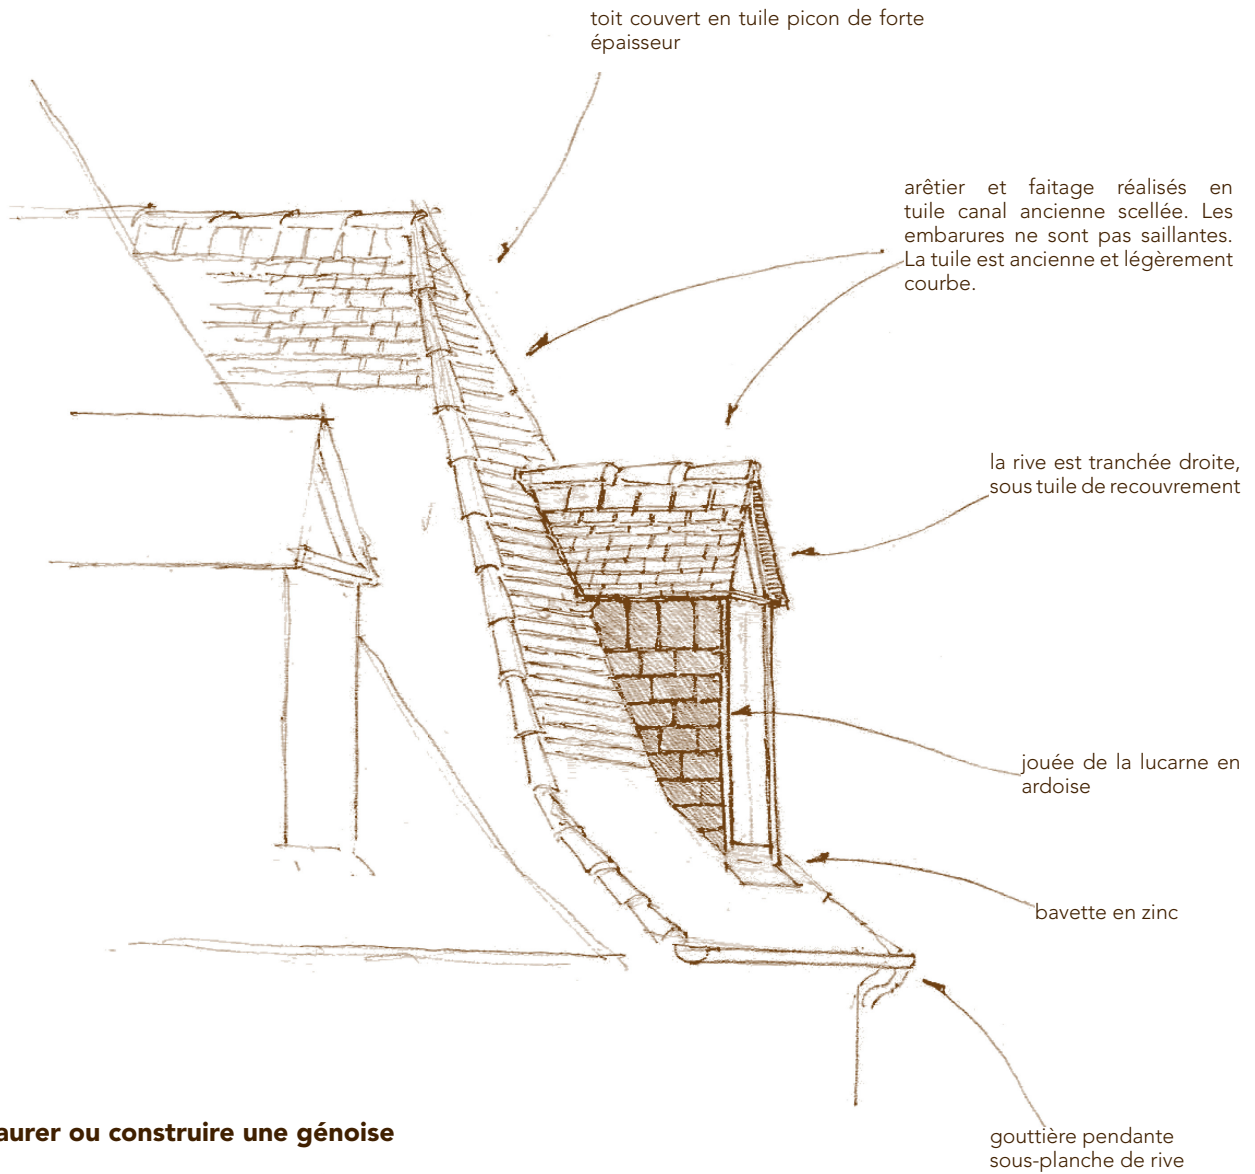 toit couvert en tuile picon de forte
épaisseur
arêtier et faitage réalisés en
tuile canal ancienne scellée. Les
embarures ne sont pas saillantes.
La tuile est ancienne et légèrement
courbe.
la rive est tranchée droite,
sous tuile de recouvrement
jouée de la lucarne en
ardoise
bavette en zinc
gouttière pendante
sous-planche de rive
aurer ou construire une génoise